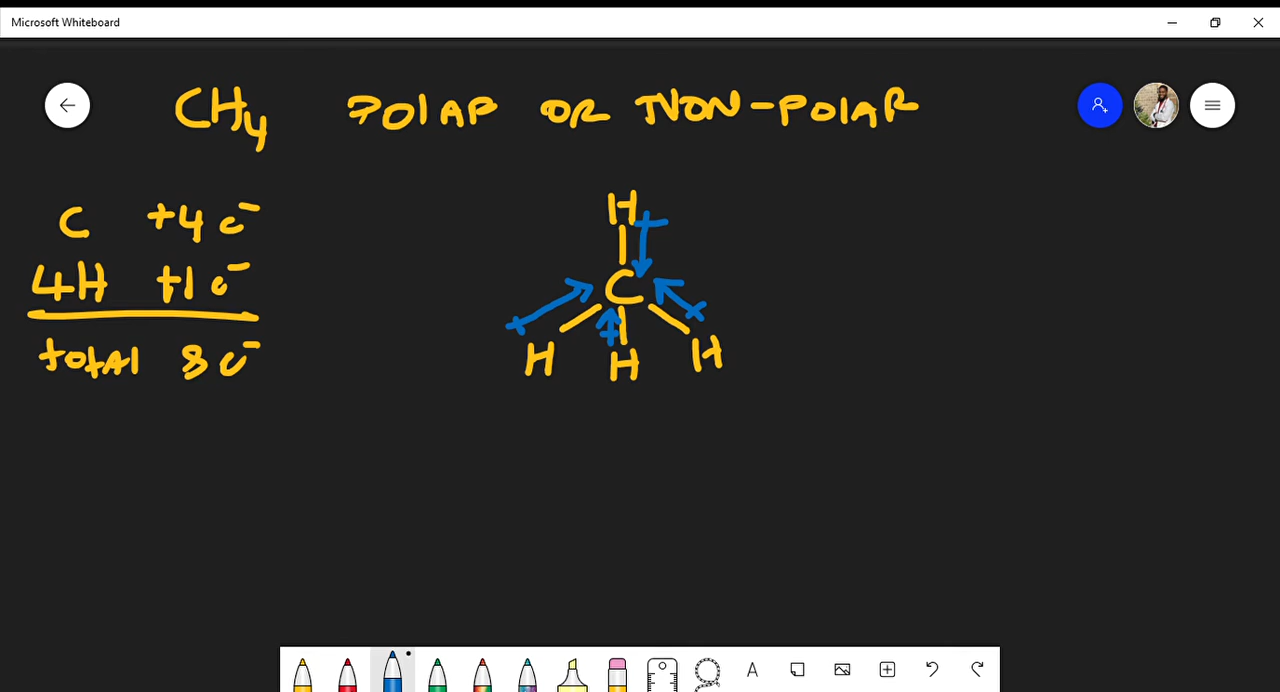 Microsoft Whiteboard
CH4 POLAR OR NON-POLAR
C +4 e-
4H +1 e-
total 8 e-
H
C
H H H
A